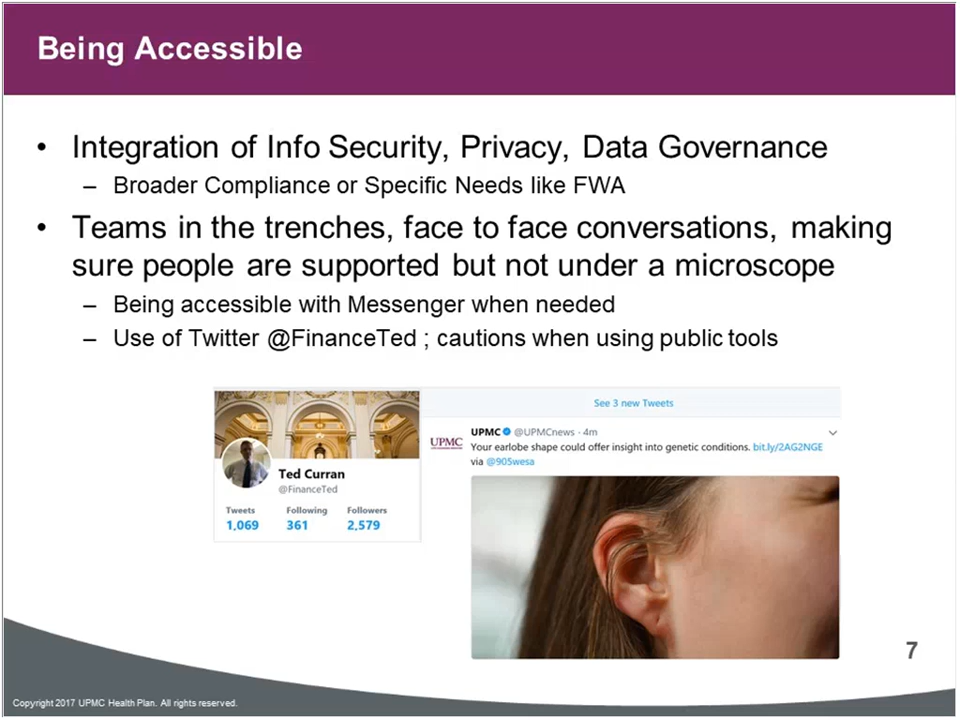 Being Accessible
• Integration of Info Security, Privacy, Data Governance
– Broader Compliance or Specific Needs like FWA
• Teams in the trenches, face to face conversations, making
sure people are supported but not under a microscope
– Being accessible with Messenger when needed
– Use of Twitter @FinanceTed ; cautions when using public tools
See 3 new Tweets
Ted Curran
@FinanceTed
Tweets Following Followers
1,069 361 2,579
UPMC
UPMC @UPMCnews · 4m
Your earlobe shape could offer insight into genetic conditions. bit.ly/2AG2NGE
via @905wesa
7
Copyright 2017 UPMC Health Plan. All rights reserved.